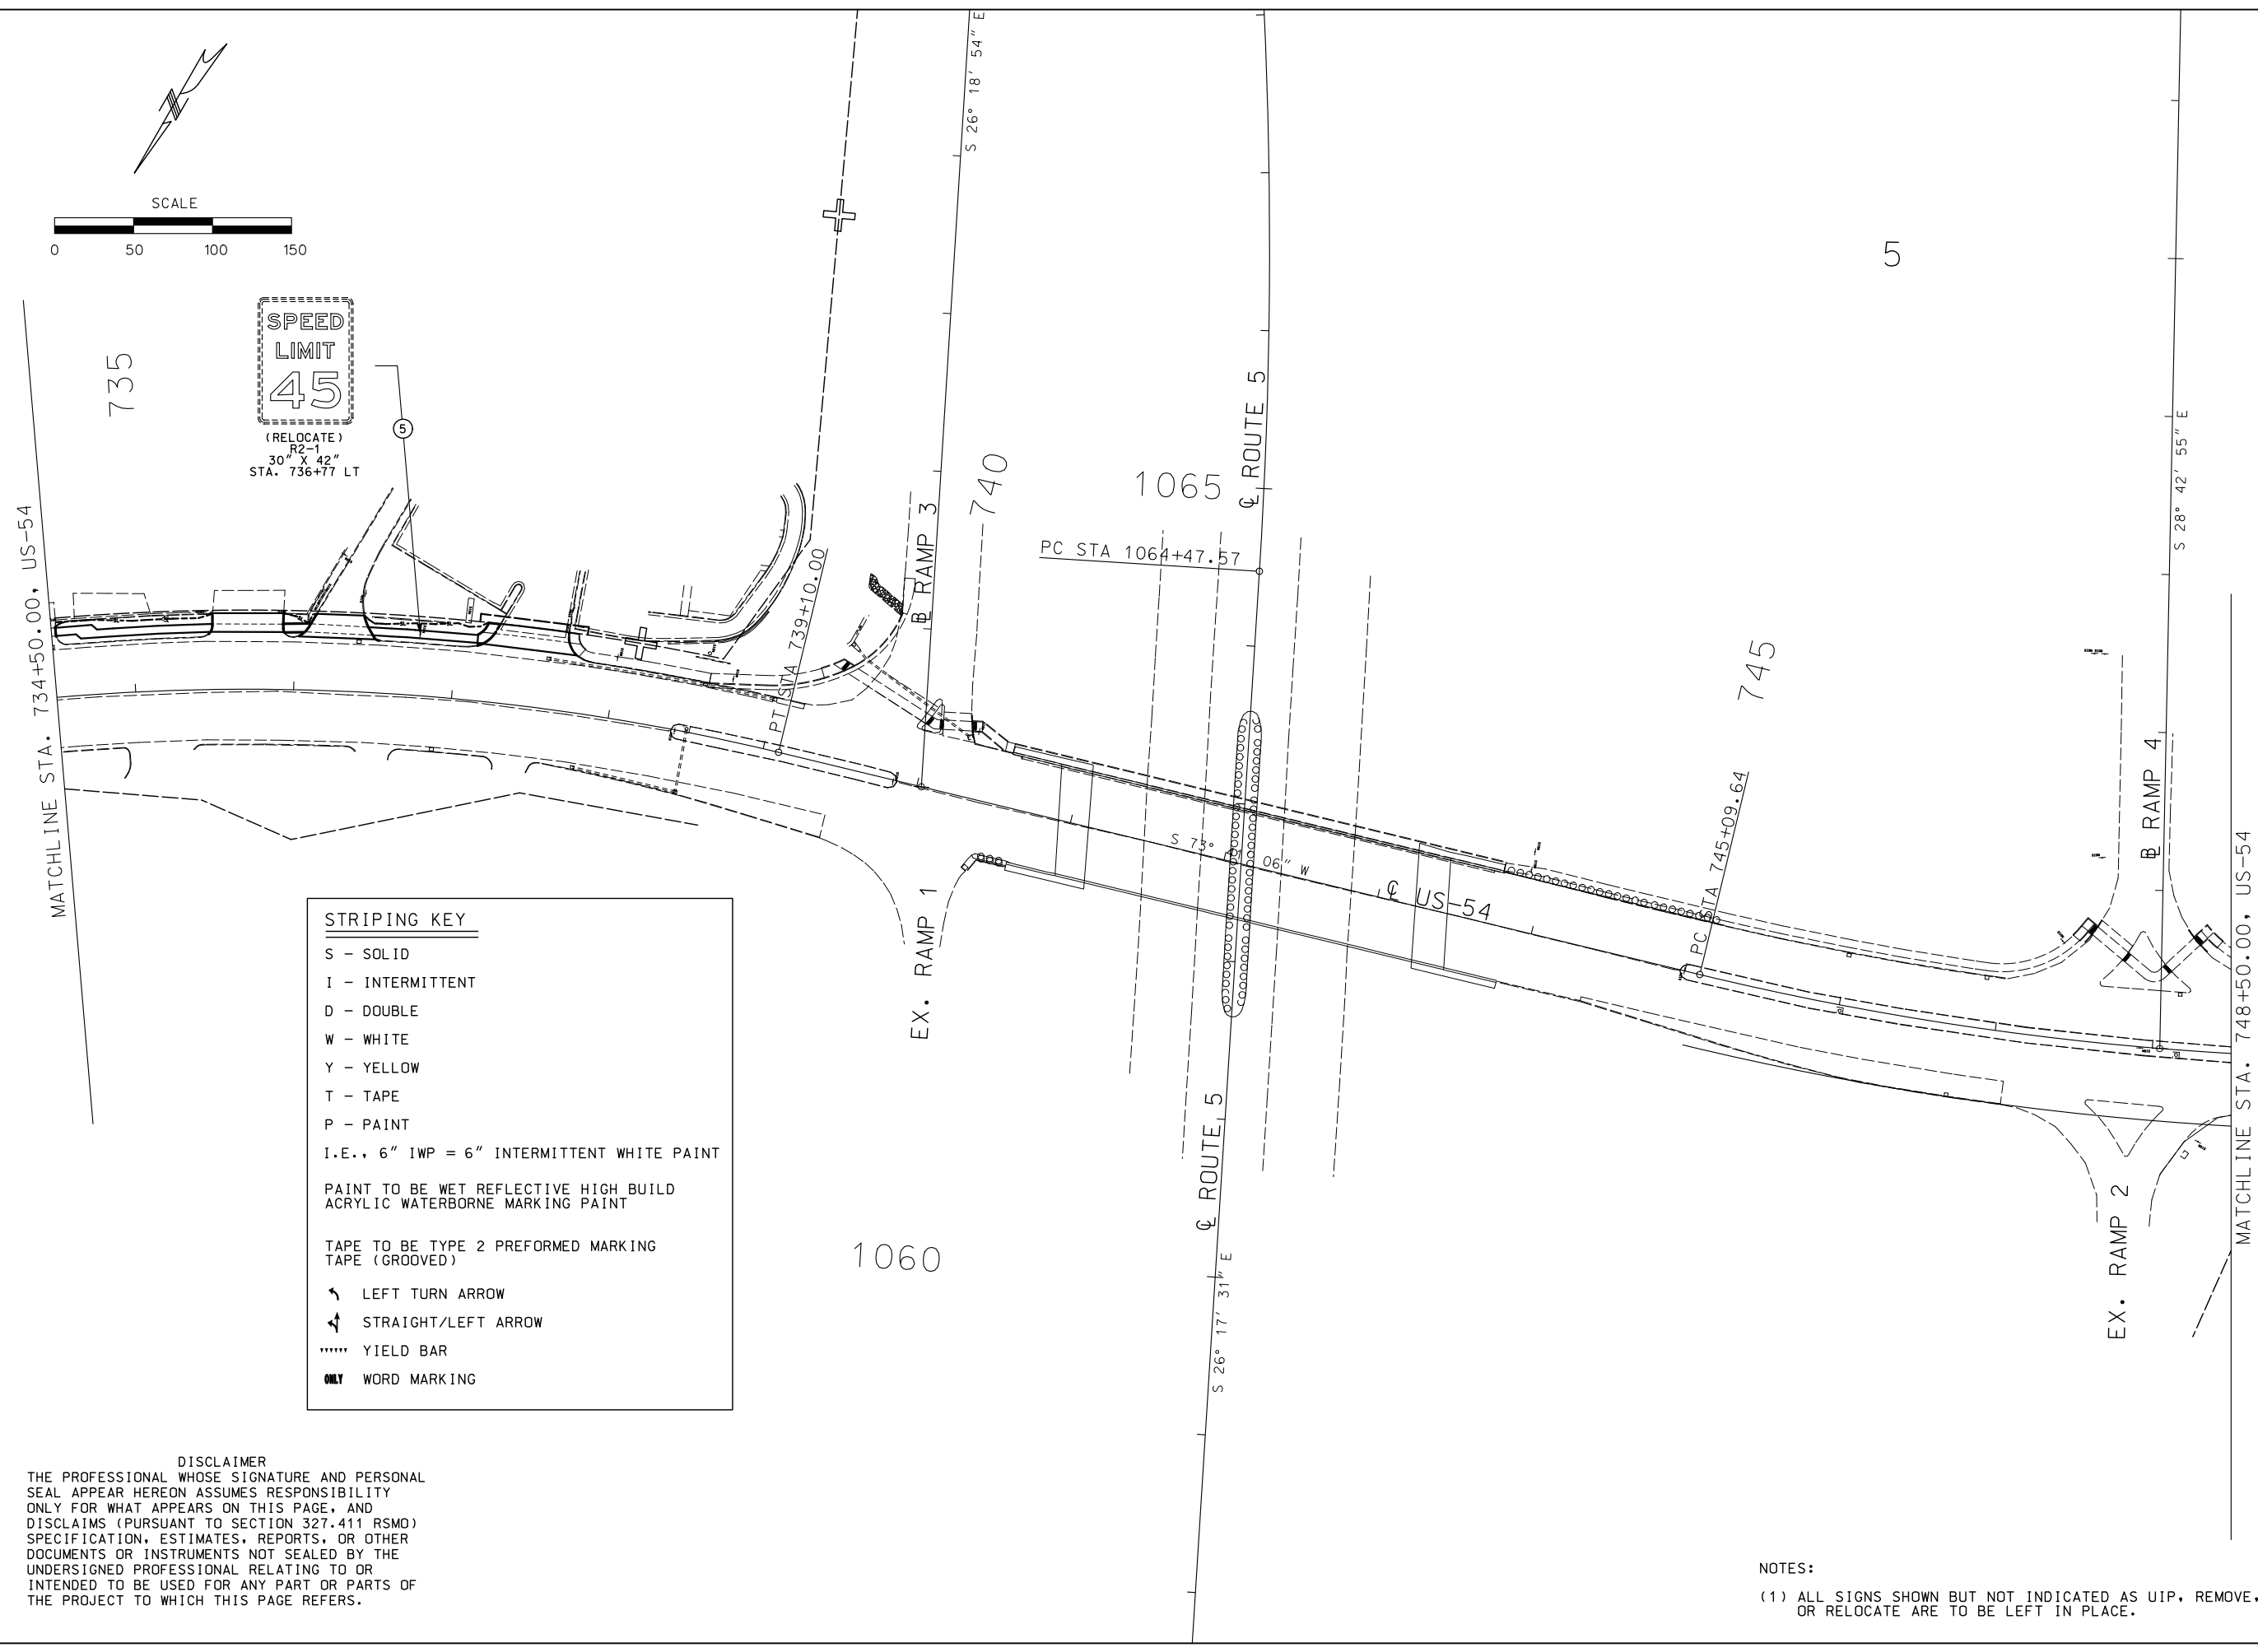 SCALE
0 50 100 150
735
SPEED
LIMIT
45
(RELOCATE)
R2-1
30" X 42"
STA. 736+77 LT
5
MATCHLINE STA. 734+50.00, US-54
S 26° 18' 54" E
℄ ROUTE 5
5
740
1065
PC STA 1064+47.57
PT STA 739+10.00
B RAMP 3
S 28° 42' 55" E
745
PC STA 745+09.64
B RAMP 4
℄ US-54
EX. RAMP 1
MATCHLINE STA. 748+50.00, US-54
℄ ROUTE 5
EX. RAMP 2
1060
S 26° 17' 31" E
STRIPING KEY
S - SOLID
I - INTERMITTENT
D - DOUBLE
W - WHITE
Y - YELLOW
T - TAPE
P - PAINT
I.E., 6" IWP = 6" INTERMITTENT WHITE PAINT
PAINT TO BE WET REFLECTIVE HIGH BUILD
ACRYLIC WATERBORNE MARKING PAINT
TAPE TO BE TYPE 2 PREFORMED MARKING
TAPE (GROOVED)
LEFT TURN ARROW
STRAIGHT/LEFT ARROW
YIELD BAR
ONLY WORD MARKING
DISCLAIMER
THE PROFESSIONAL WHOSE SIGNATURE AND PERSONAL
SEAL APPEAR HEREON ASSUMES RESPONSIBILITY
ONLY FOR WHAT APPEARS ON THIS PAGE, AND
DISCLAIMS (PURSUANT TO SECTION 327.411 RSMO)
SPECIFICATION, ESTIMATES, REPORTS, OR OTHER
DOCUMENTS OR INSTRUMENTS NOT SEALED BY THE
UNDERSIGNED PROFESSIONAL RELATING TO OR
INTENDED TO BE USED FOR ANY PART OR PARTS OF
THE PROJECT TO WHICH THIS PAGE REFERS.
NOTES:
(1) ALL SIGNS SHOWN BUT NOT INDICATED AS UIP, REMOVE,
OR RELOCATE ARE TO BE LEFT IN PLACE.